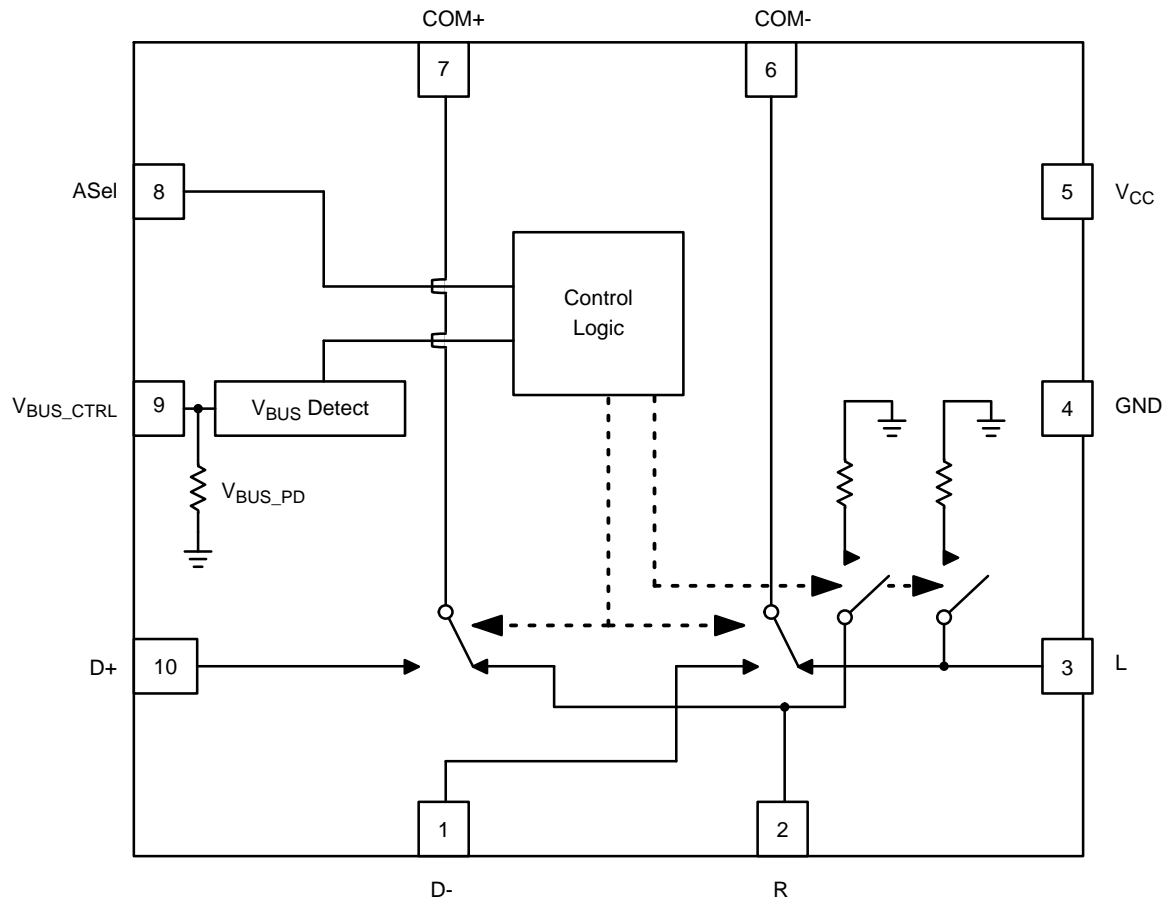 COM+ COM-
7 6
ASel 8 5 VCC
Control
Logic
VBUS_CTRL 9 VBUS Detect 4 GND
VBUS_PD
D+ 10 3 L
1 2
D- R